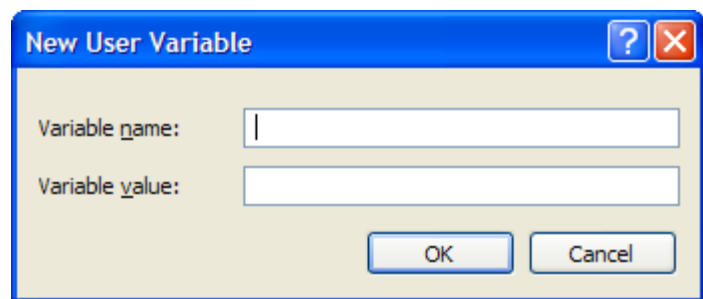 New User Variable
Variable name:
Variable value:
OK Cancel